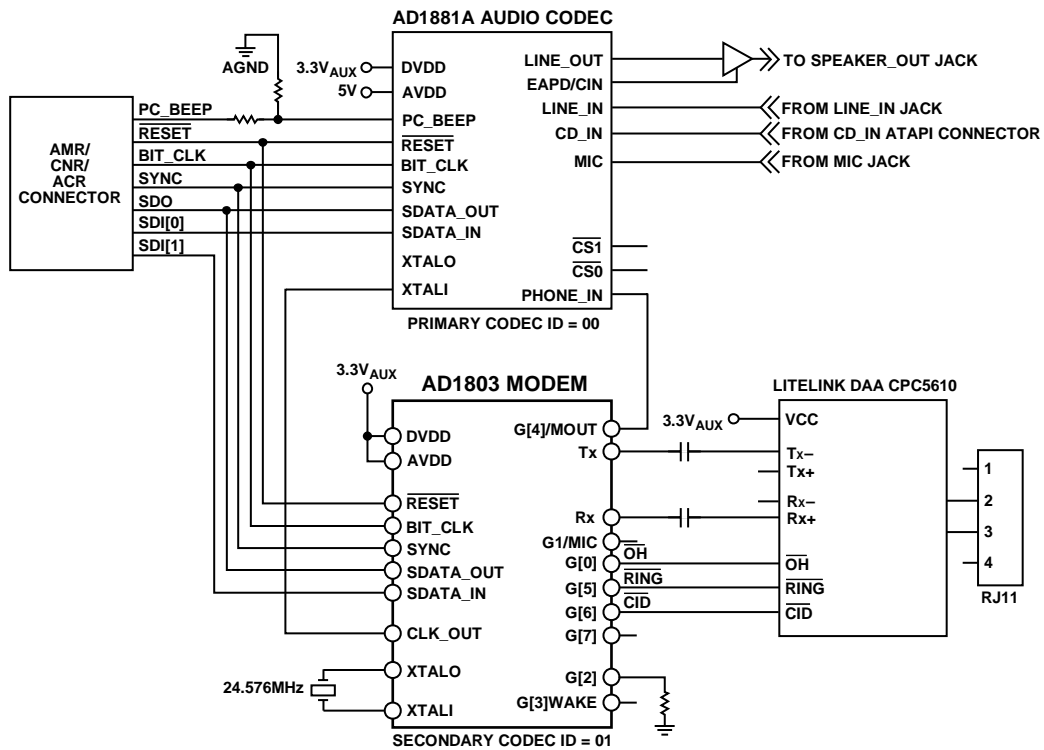 AD1881A AUDIO CODEC
AGND
3.3VAUX
5V
DVDD
AVDD
PC_BEEP
RESET
BIT_CLK
SYNC
SDATA_OUT
SDATA_IN
XTALO
XTALI
LINE_OUT
EAPD/CIN
LINE_IN
CD_IN
MIC
CS1
CS0
PHONE_IN
TO SPEAKER_OUT JACK
FROM LINE_IN JACK
FROM CD_IN ATAPI CONNECTOR
FROM MIC JACK
AMR/
CNR/
ACR
CONNECTOR
PC_BEEP
RESET
BIT_CLK
SYNC
SDO
SDI[0]
SDI[1]
PRIMARY CODEC ID = 00
3.3VAUX
AD1803 MODEM
DVDD
AVDD
RESET
BIT_CLK
SYNC
SDATA_OUT
SDATA_IN
CLK_OUT
XTALO
XTALI
24.576MHz
G[4]/MOUT
Tx
Rx
G1/MIC
G[0]
G[5]
G[6]
G[7]
G[2]
G[3]WAKE
OH
RING
CID
SECONDARY CODEC ID = 01
LITELINK DAA CPC5610
3.3VAUX
VCC
Tx–
Tx+
Rx–
Rx+
OH
RING
CID
1
2
3
4
RJ11